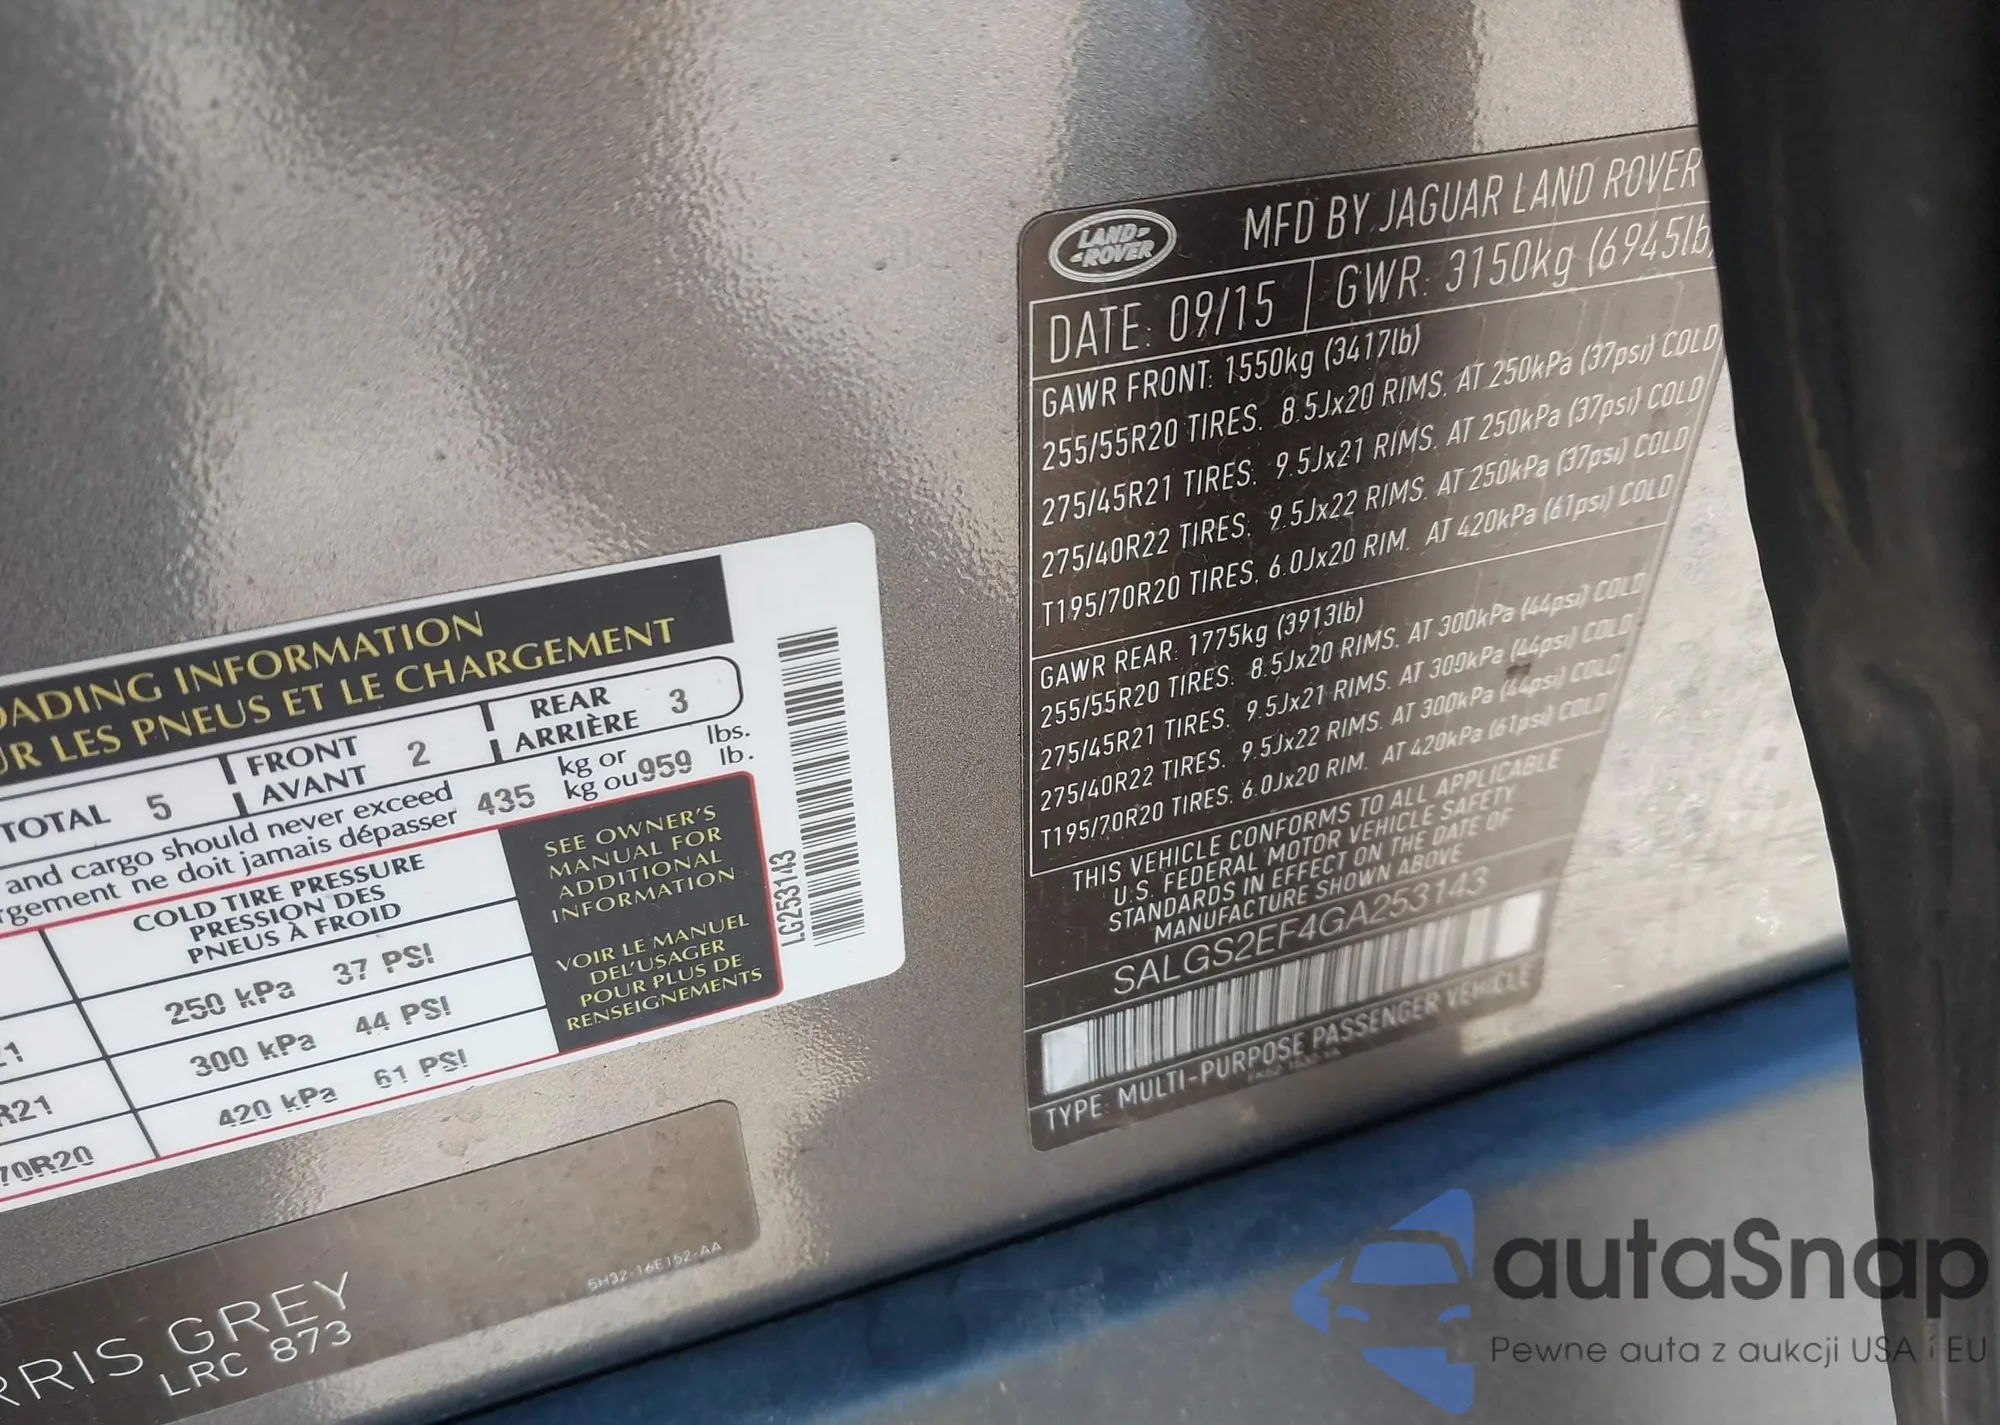 LAND ROVER
MFD BY JAGUAR LAND ROVER
DATE: 09/15 GWR: 3150kg (6945lb
GAWR FRONT: 1550kg (3417lb)
255/55R20 TIRES. 8.5Jx20 RIMS. AT 250kPa (37psi) COLD
275/45R21 TIRES. 9.5Jx21 RIMS. AT 250kPa (37psi) COLD
275/40R22 TIRES. 9.5Jx22 RIMS. AT 250kPa (37psi) COLD
T195/70R20 TIRES. 6.0Jx20 RIM. AT 420kPa (61psi) COLD
GAWR REAR: 1775kg (3913lb)
255/55R20 TIRES. 8.5Jx20 RIMS. AT 300kPa (44psi) COLD
275/45R21 TIRES. 9.5Jx21 RIMS. AT 300kPa (44psi) COLD
275/40R22 TIRES. 9.5Jx22 RIMS. AT 300kPa (44psi) COLD
T195/70R20 TIRES. 6.0Jx20 RIM. AT 420kPa (61psi) COLD
THIS VEHICLE CONFORMS TO ALL APPLICABLE
U.S. FEDERAL MOTOR VEHICLE SAFETY
STANDARDS IN EFFECT ON THE DATE OF
MANUFACTURE SHOWN ABOVE
SALGS2EF4GA253143
TYPE: MULTI-PURPOSE PASSENGER VEHICLE
OADING INFORMATION
UR LES PNEUS ET LE CHARGEMENT
TOTAL 5 FRONT AVANT 2 REAR ARRIÈRE 3
and cargo should never exceed 435 kg or 959 lbs.
rgement ne doit jamais dépasser kg ou lb.
COLD TIRE PRESSURE
PRESSION DES
PNEUS À FROID
250 kPa 37 PSI
21 300 kPa 44 PSI
R21 420 kPa 61 PSI
70R20
SEE OWNER'S
MANUAL FOR
ADDITIONAL
INFORMATION
VOIR LE MANUEL
DEL'USAGER
POUR PLUS DE
RENSEIGNEMENTS
LG253143
RRIS GREY
LRC 873
5H32-16E152-AA
autaSnap
Pewne auta z aukcji USA i EU